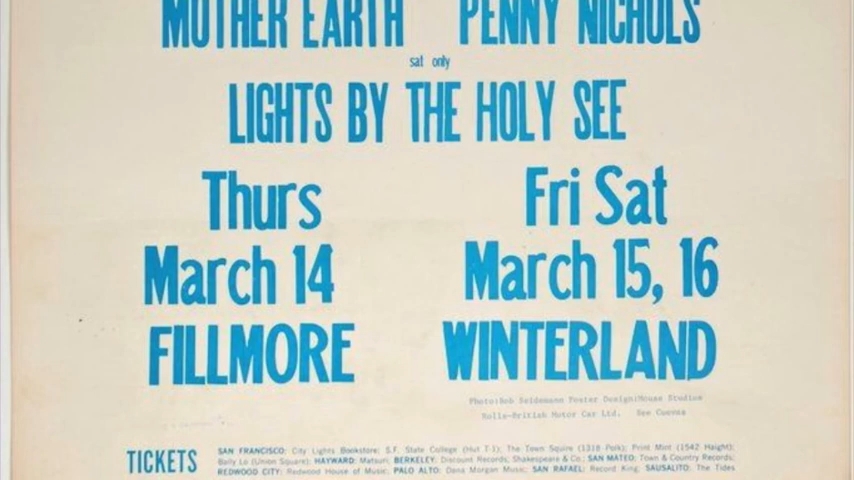 MOTHER EARTH PENNY NICHOLS
sat only
LIGHTS BY THE HOLY SEE
Thurs Fri Sat
March 14 March 15, 16
FILLMORE WINTERLAND
Photo:Bob Seidemann Poster Design:Mouse Studios
Rolls-British Motor Car Ltd. See Cuevsa
TICKETS SAN FRANCISCO: City Lights Bookstore; S.F. State College (Hut T-1); The Town Squire (1318 Polk); Print Mint (1542 Haight);
Bally Lo (Union Square); HAYWARD: Matsuri; BERKELEY: Discount Records, Shakespeare & Co.; SAN MATEO: Town & Country Records;
REDWOOD CITY: Redwood House of Music; PALO ALTO: Dana Morgan Music; SAN RAFAEL: Record King; SAUSALITO: The Tides